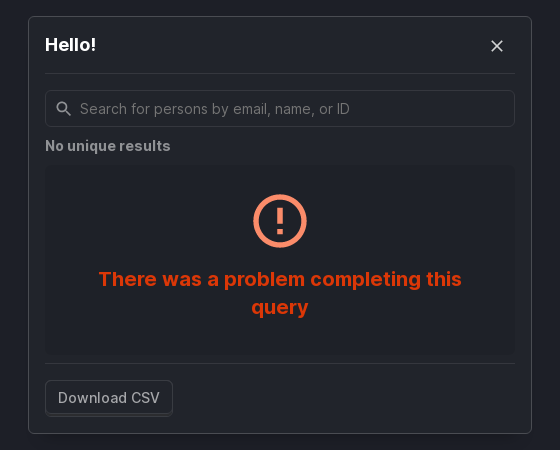 Hello!
Search for persons by email, name, or ID
No unique results
There was a problem completing this
query
Download CSV